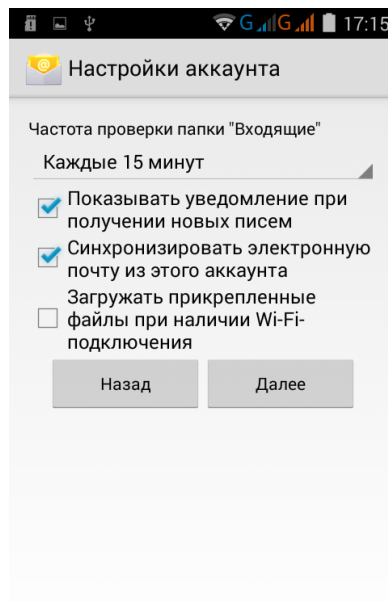 G G 17:15
Настройки аккаунта
Частота проверки папки "Входящие"
Каждые 15 минут
Показывать уведомление при
получении новых писем
Синхронизировать электронную
почту из этого аккаунта
Загружать прикрепленные
файлы при наличии Wi-Fi-
подключения
Назад Далее